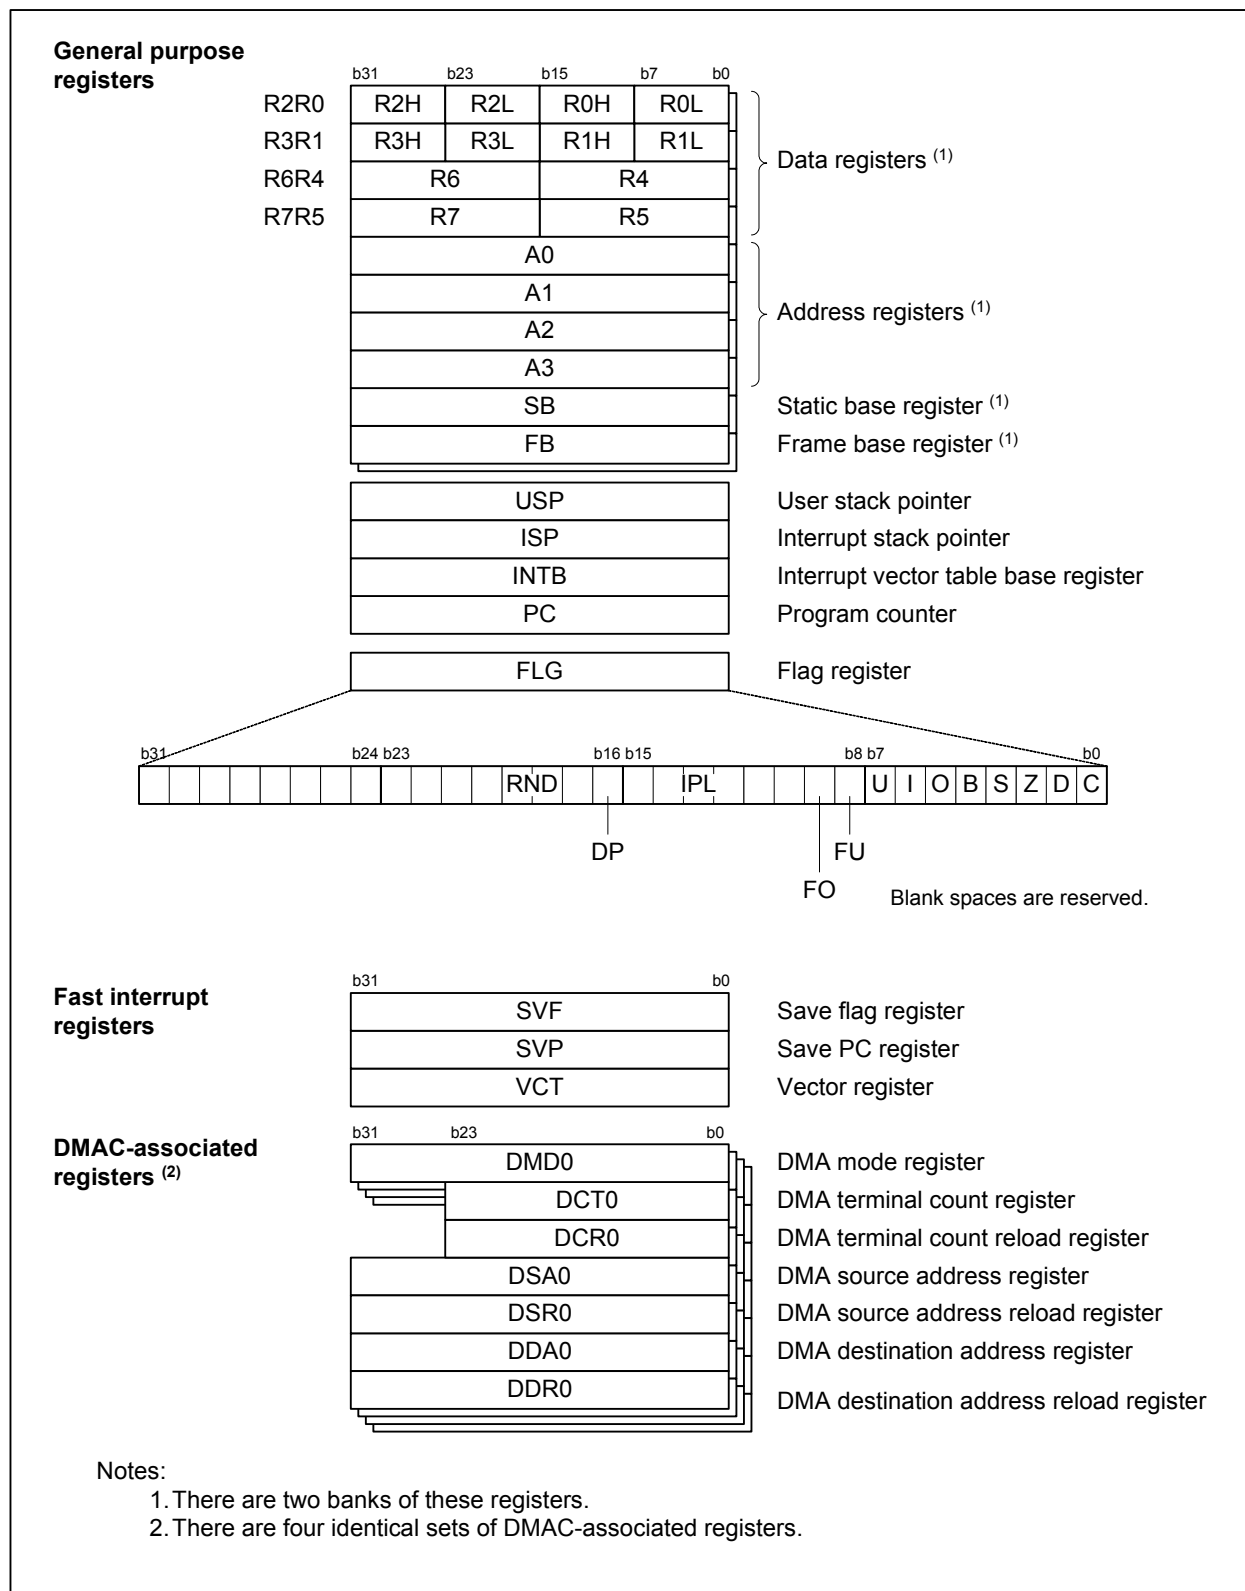 General purpose
registers
b31 b23 b15 b7 b0
R2R0 R2H R2L R0H R0L
R3R1 R3H R3L R1H R1L
Data registers (1)
R6R4 R6 R4
R7R5 R7 R5
A0
A1
Address registers (1)
A2
A3
SB Static base register (1)
FB Frame base register (1)
USP User stack pointer
ISP Interrupt stack pointer
INTB Interrupt vector table base register
PC Program counter
FLG Flag register
b31 b24 b23 b16 b15 b8 b7 b0
RND IPL U I O B S Z D C
DP FU
FO Blank spaces are reserved.
b31 b0
Fast interrupt
registers
SVF Save flag register
SVP Save PC register
VCT Vector register
b31 b23 b0
DMAC-associated
registers (2)
DMD0 DMA mode register
DCT0 DMA terminal count register
DCR0 DMA terminal count reload register
DSA0 DMA source address register
DSR0 DMA source address reload register
DDA0 DMA destination address register
DDR0 DMA destination address reload register
Notes:
1. There are two banks of these registers.
2. There are four identical sets of DMAC-associated registers.